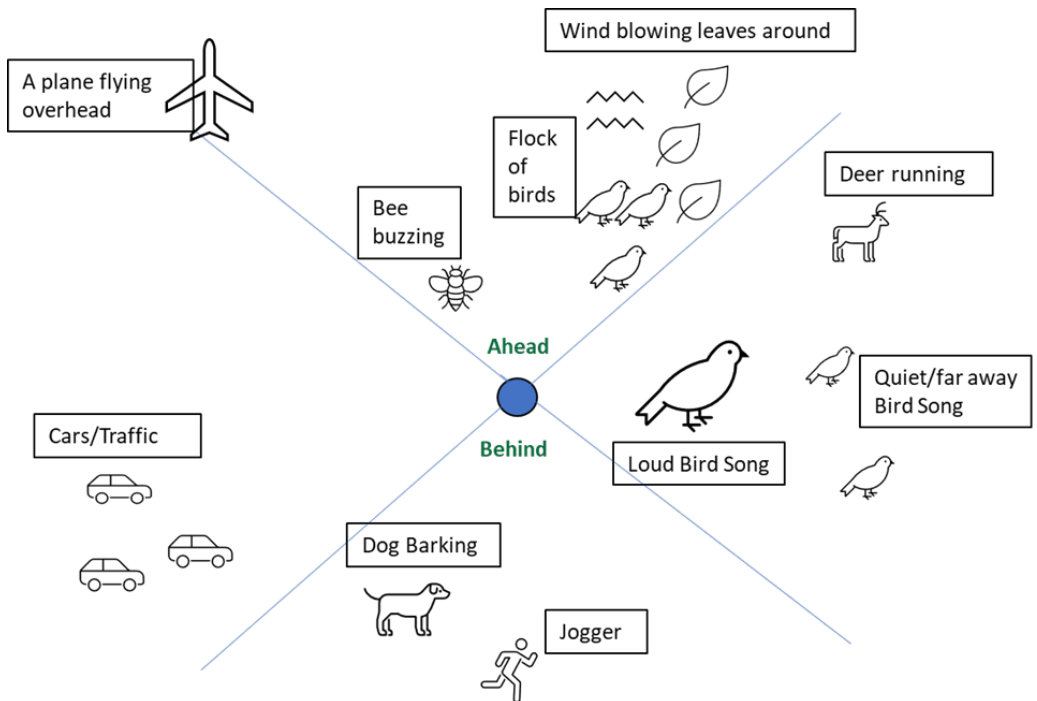 Wind blowing leaves around
A plane flying
overhead
Flock
of
birds
Deer running
Bee
buzzing
Ahead
Quiet/far away
Bird Song
Cars/Traffic
Behind
Loud Bird Song
Dog Barking
Jogger